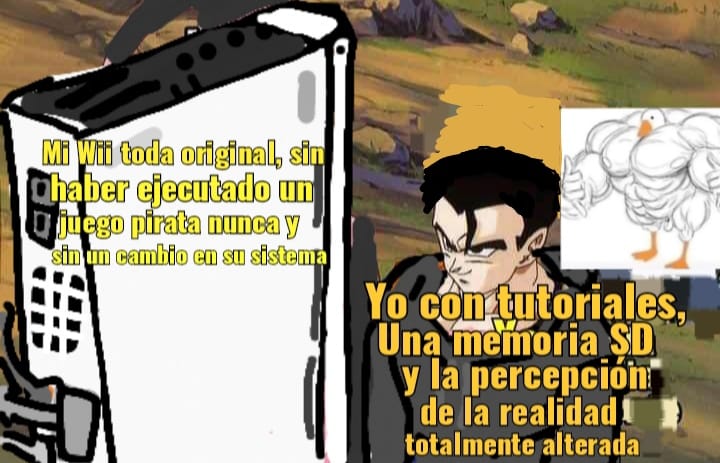 Mi Wii toda original, sin
haber ejecutado un
juego pirata nunca y
sin un cambio en su sistema
Yo con tutoriales,
Una memoria SD
y la percepción
de la realidad
totalmente alterada